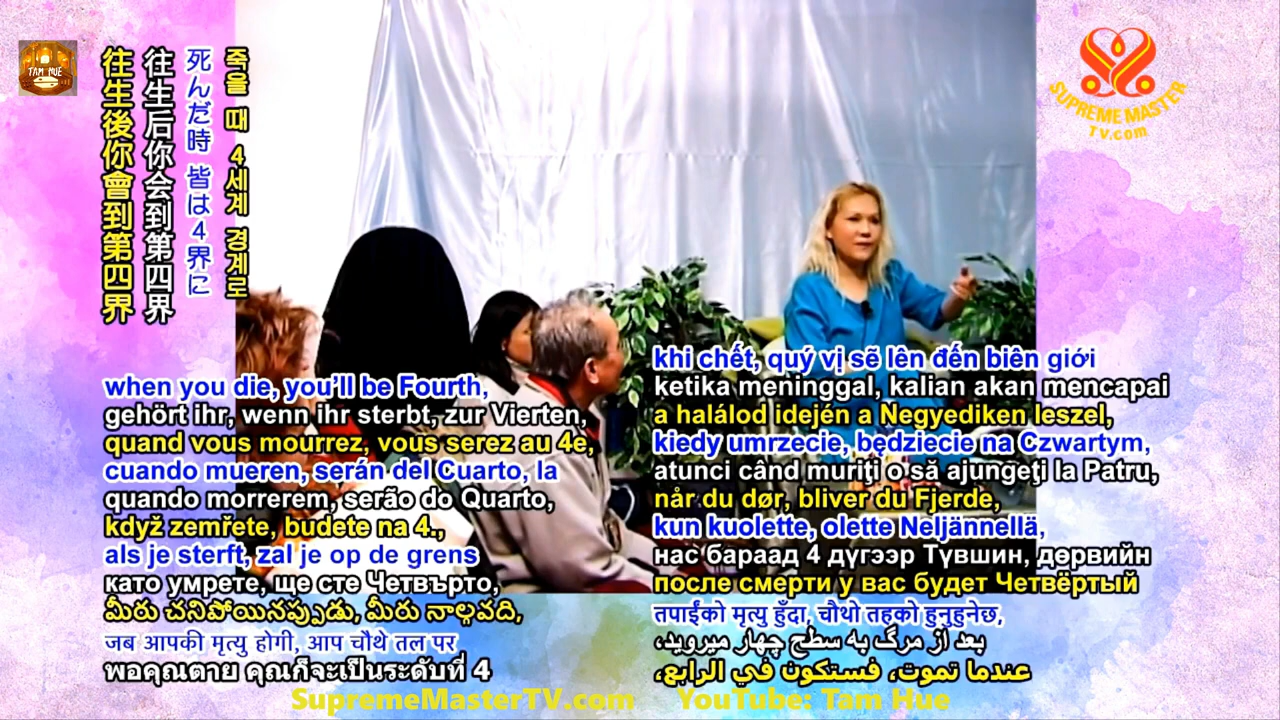 TAM HUE
SUPREME MASTER
TV.com
往生後你會到第四界
往生后你会到第四界
死んだ時 皆は4界に
죽을 때 4세계 경계로
when you die, you'll be Fourth,
gehört ihr, wenn ihr sterbt, zur Vierten,
quand vous mourrez, vous serez au 4e,
cuando mueren, serán del Cuarto, la
quando morrerem, serão do Quarto,
když zemřete, budete na 4.,
als je sterft, zal je op de grens
като умрете, ще сте Четвърто,
మీరు చనిపోయినప్పుడు, మీరు నాల్గవది,
जब आपकी मृत्यु होगी, आप चौथे तल पर
พอคุณตาย คุณก็จะเป็นระดับที่ 4
khi chết, quý vị sẽ lên đến biên giới
ketika meninggal, kalian akan mencapai
a halálod idején a Negyediken leszel,
kiedy umrzecie, będziecie na Czwartym,
atunci când muriţi o să ajungeţi la Patru,
når du dør, bliver du Fjerde,
kun kuolette, olette Neljännellä,
нас бараад 4 дүгээр Түвшин, дөрвийн
после смерти у вас будет Четвёртый
तपाईंको मृत्यु हुँदा, चौथो तहको हुनुहुनेछ,
بعد از مرگ به سطح چهار میروید،
عندما تموت، فستكون في الرابع،
SupremeMasterTV.com
YouTube: Tam Hue